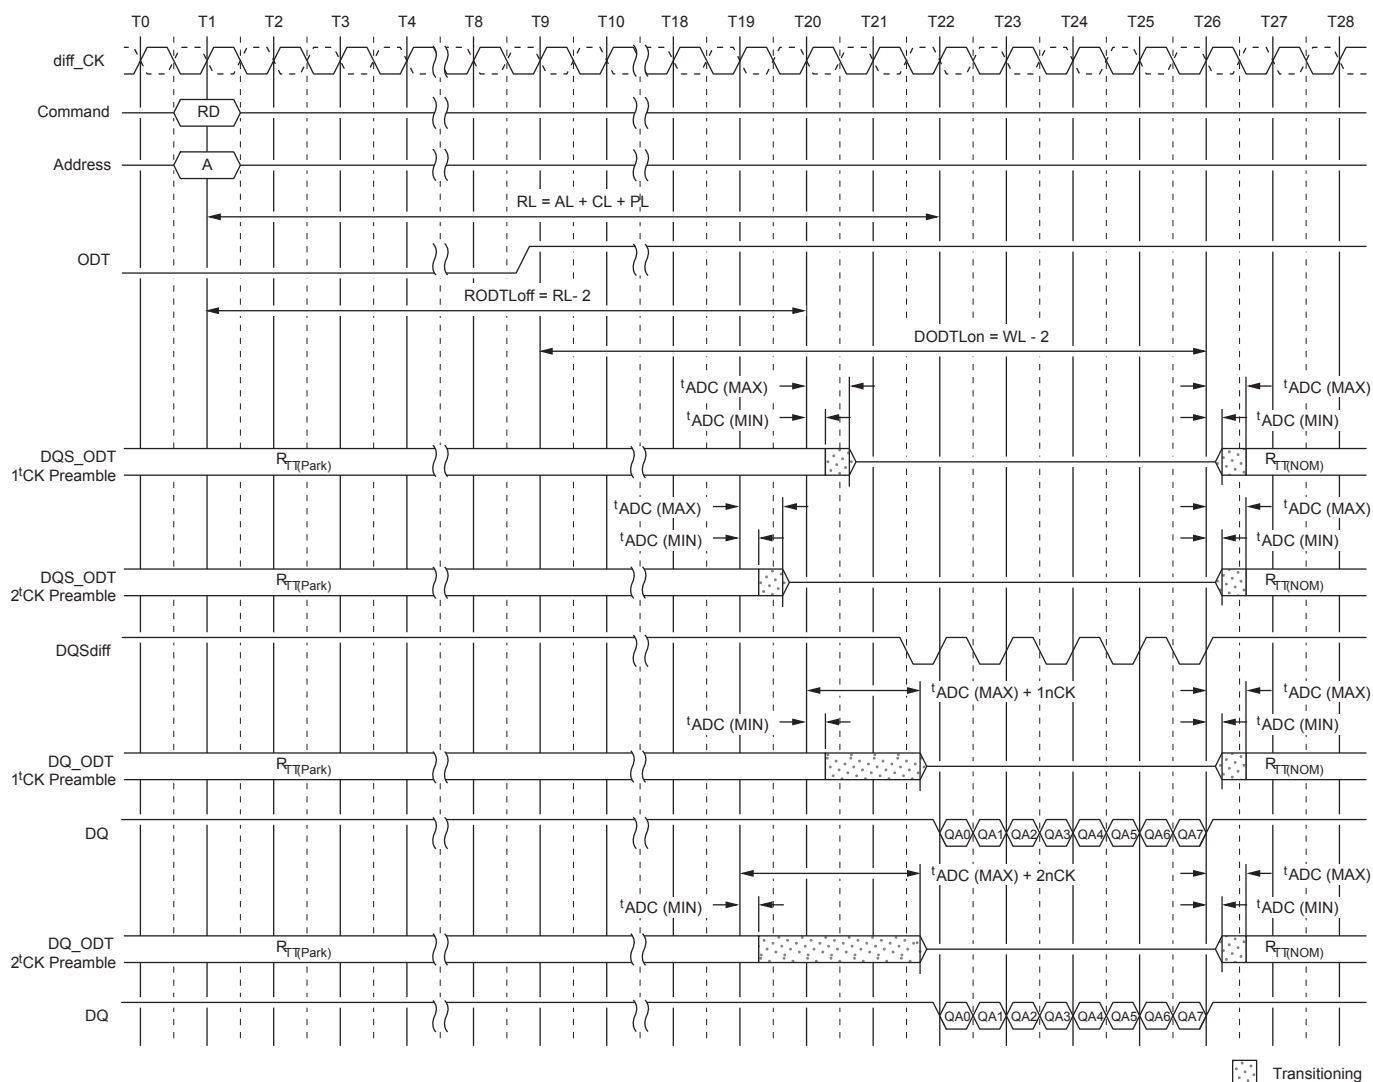 T0 T1 T2 T3 T4 T8 T9 T10 T18 T19 T20 T21 T22 T23 T24 T25 T26 T27 T28
diff_CK
Command RD
Address A
RL = AL + CL + PL
ODT
RODTLoff = RL- 2
DODTLon = WL - 2
tADC (MAX) tADC (MAX)
tADC (MIN) tADC (MIN)
DQS_ODT
1tCK Preamble RTT(Park) RTT(NOM)
tADC (MAX) tADC (MAX)
tADC (MIN) tADC (MIN)
DQS_ODT
2tCK Preamble RTT(Park) RTT(NOM)
DQSdiff
tADC (MAX) + 1nCK tADC (MAX)
tADC (MIN) tADC (MIN)
DQ_ODT
1tCK Preamble RTT(Park) RTT(NOM)
DQ QA0 QA1 QA2 QA3 QA4 QA5 QA6 QA7
tADC (MAX) + 2nCK tADC (MAX)
tADC (MIN) tADC (MIN)
DQ_ODT
2tCK Preamble RTT(Park) RTT(NOM)
DQ QA0 QA1 QA2 QA3 QA4 QA5 QA6 QA7
Transitioning